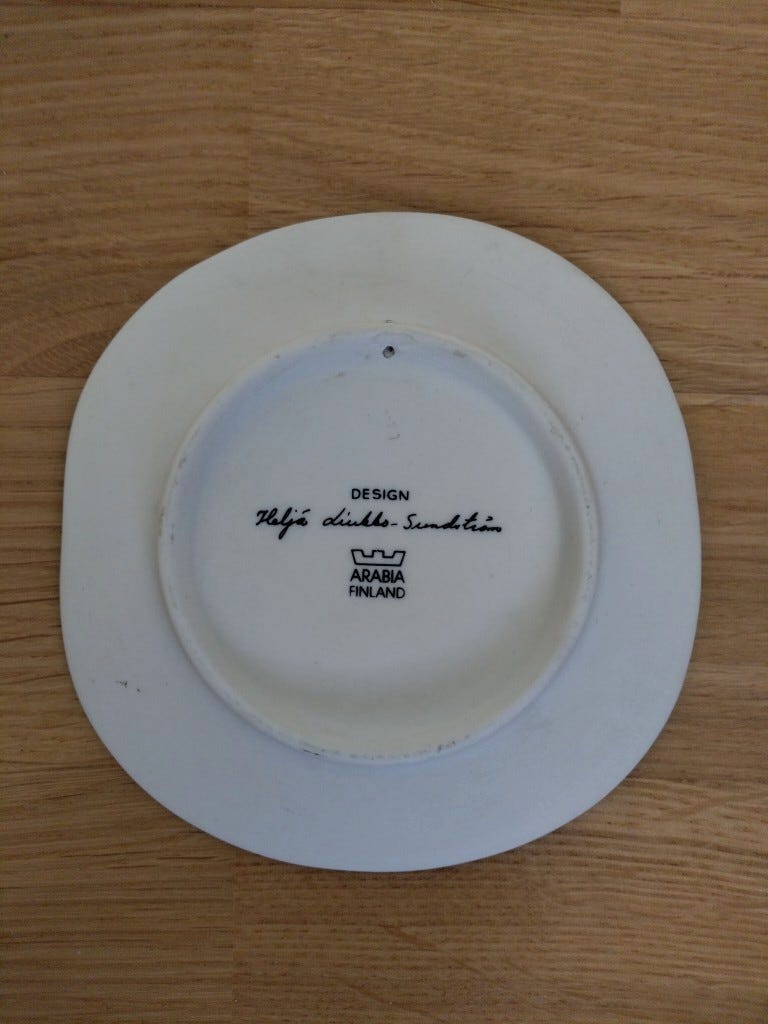 DESIGN
Heljä Liukko-Sundström
ARABIA
FINLAND